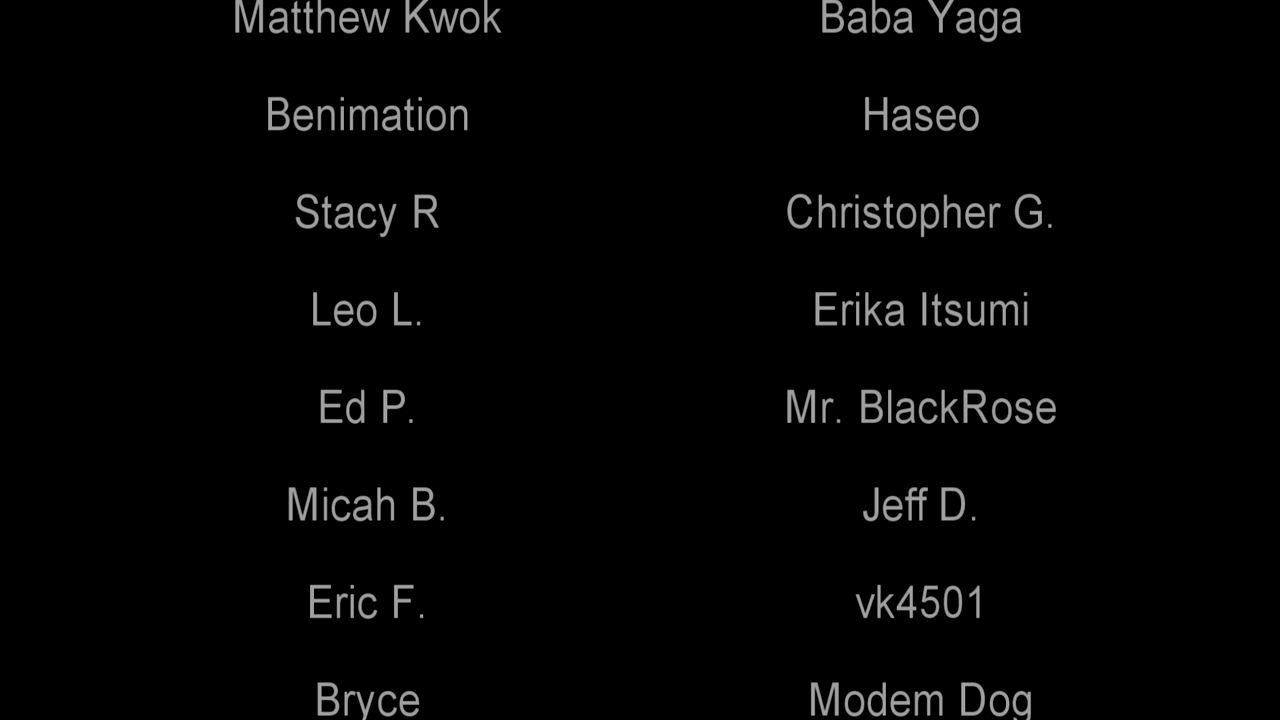 Matthew Kwok Baba Yaga
Benimation Haseo
Stacy R Christopher G.
Leo L. Erika Itsumi
Ed P. Mr. BlackRose
Micah B. Jeff D.
Eric F. vk4501
Bryce Modem Dog